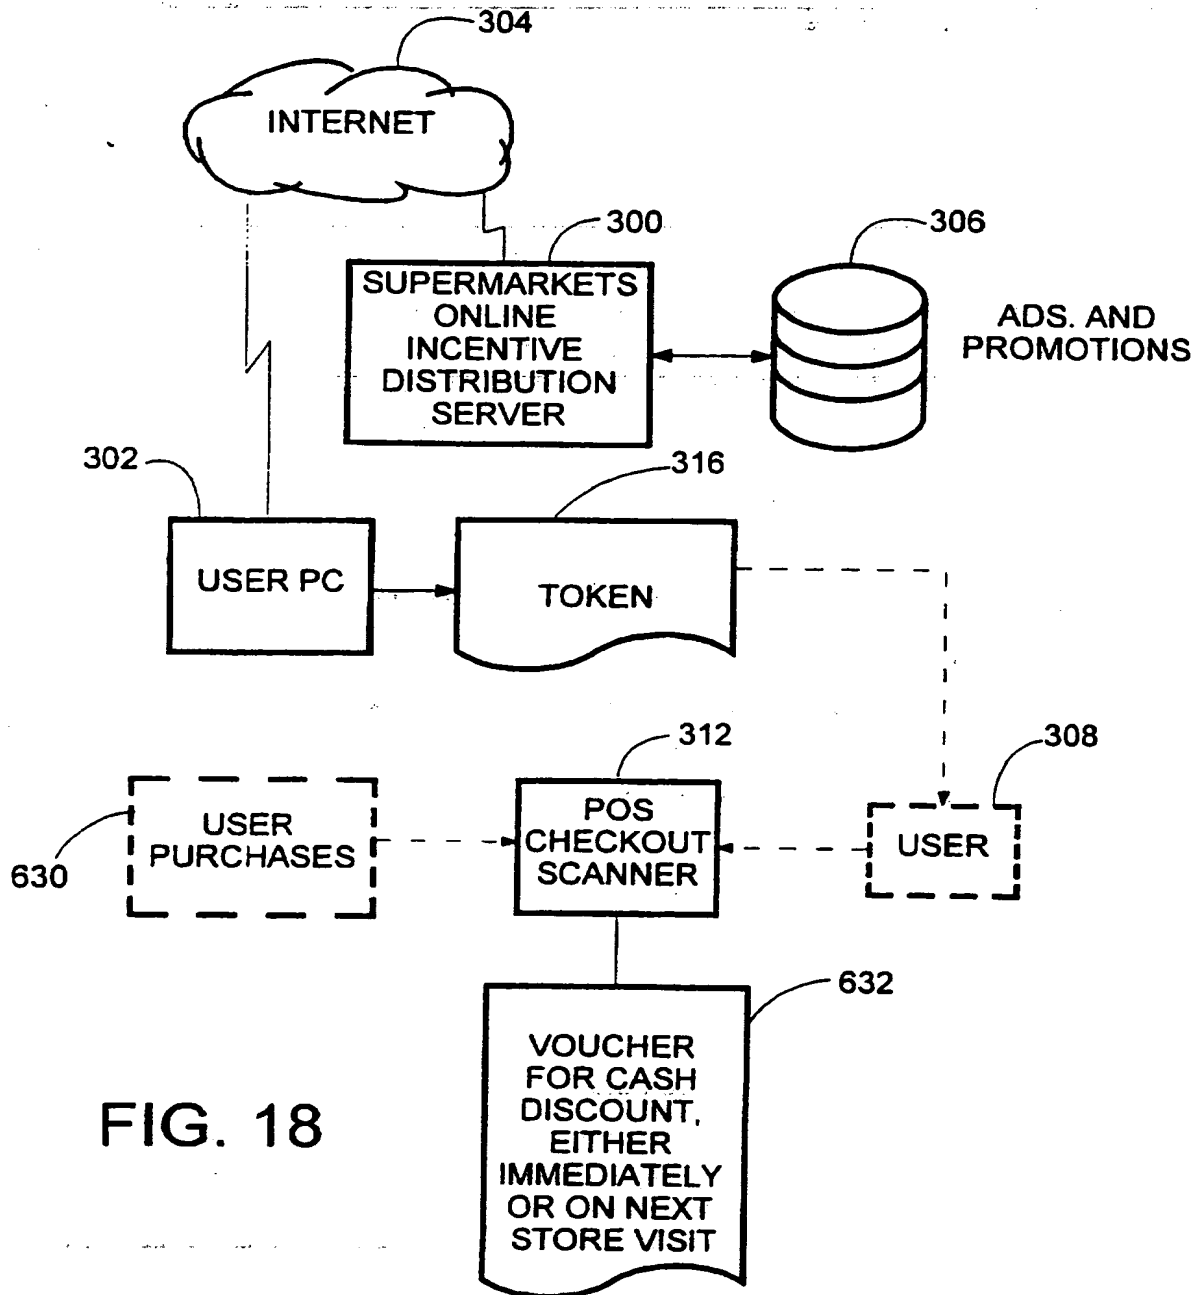 304
INTERNET
300
306
SUPERMARKETS
ONLINE
INCENTIVE
DISTRIBUTION
SERVER
ADS. AND
PROMOTIONS
302
316
USER PC
TOKEN
312
308
USER
PURCHASES
POS
CHECKOUT
SCANNER
USER
630
632
VOUCHER
FOR CASH
DISCOUNT,
EITHER
IMMEDIATELY
OR ON NEXT
STORE VISIT
FIG. 18